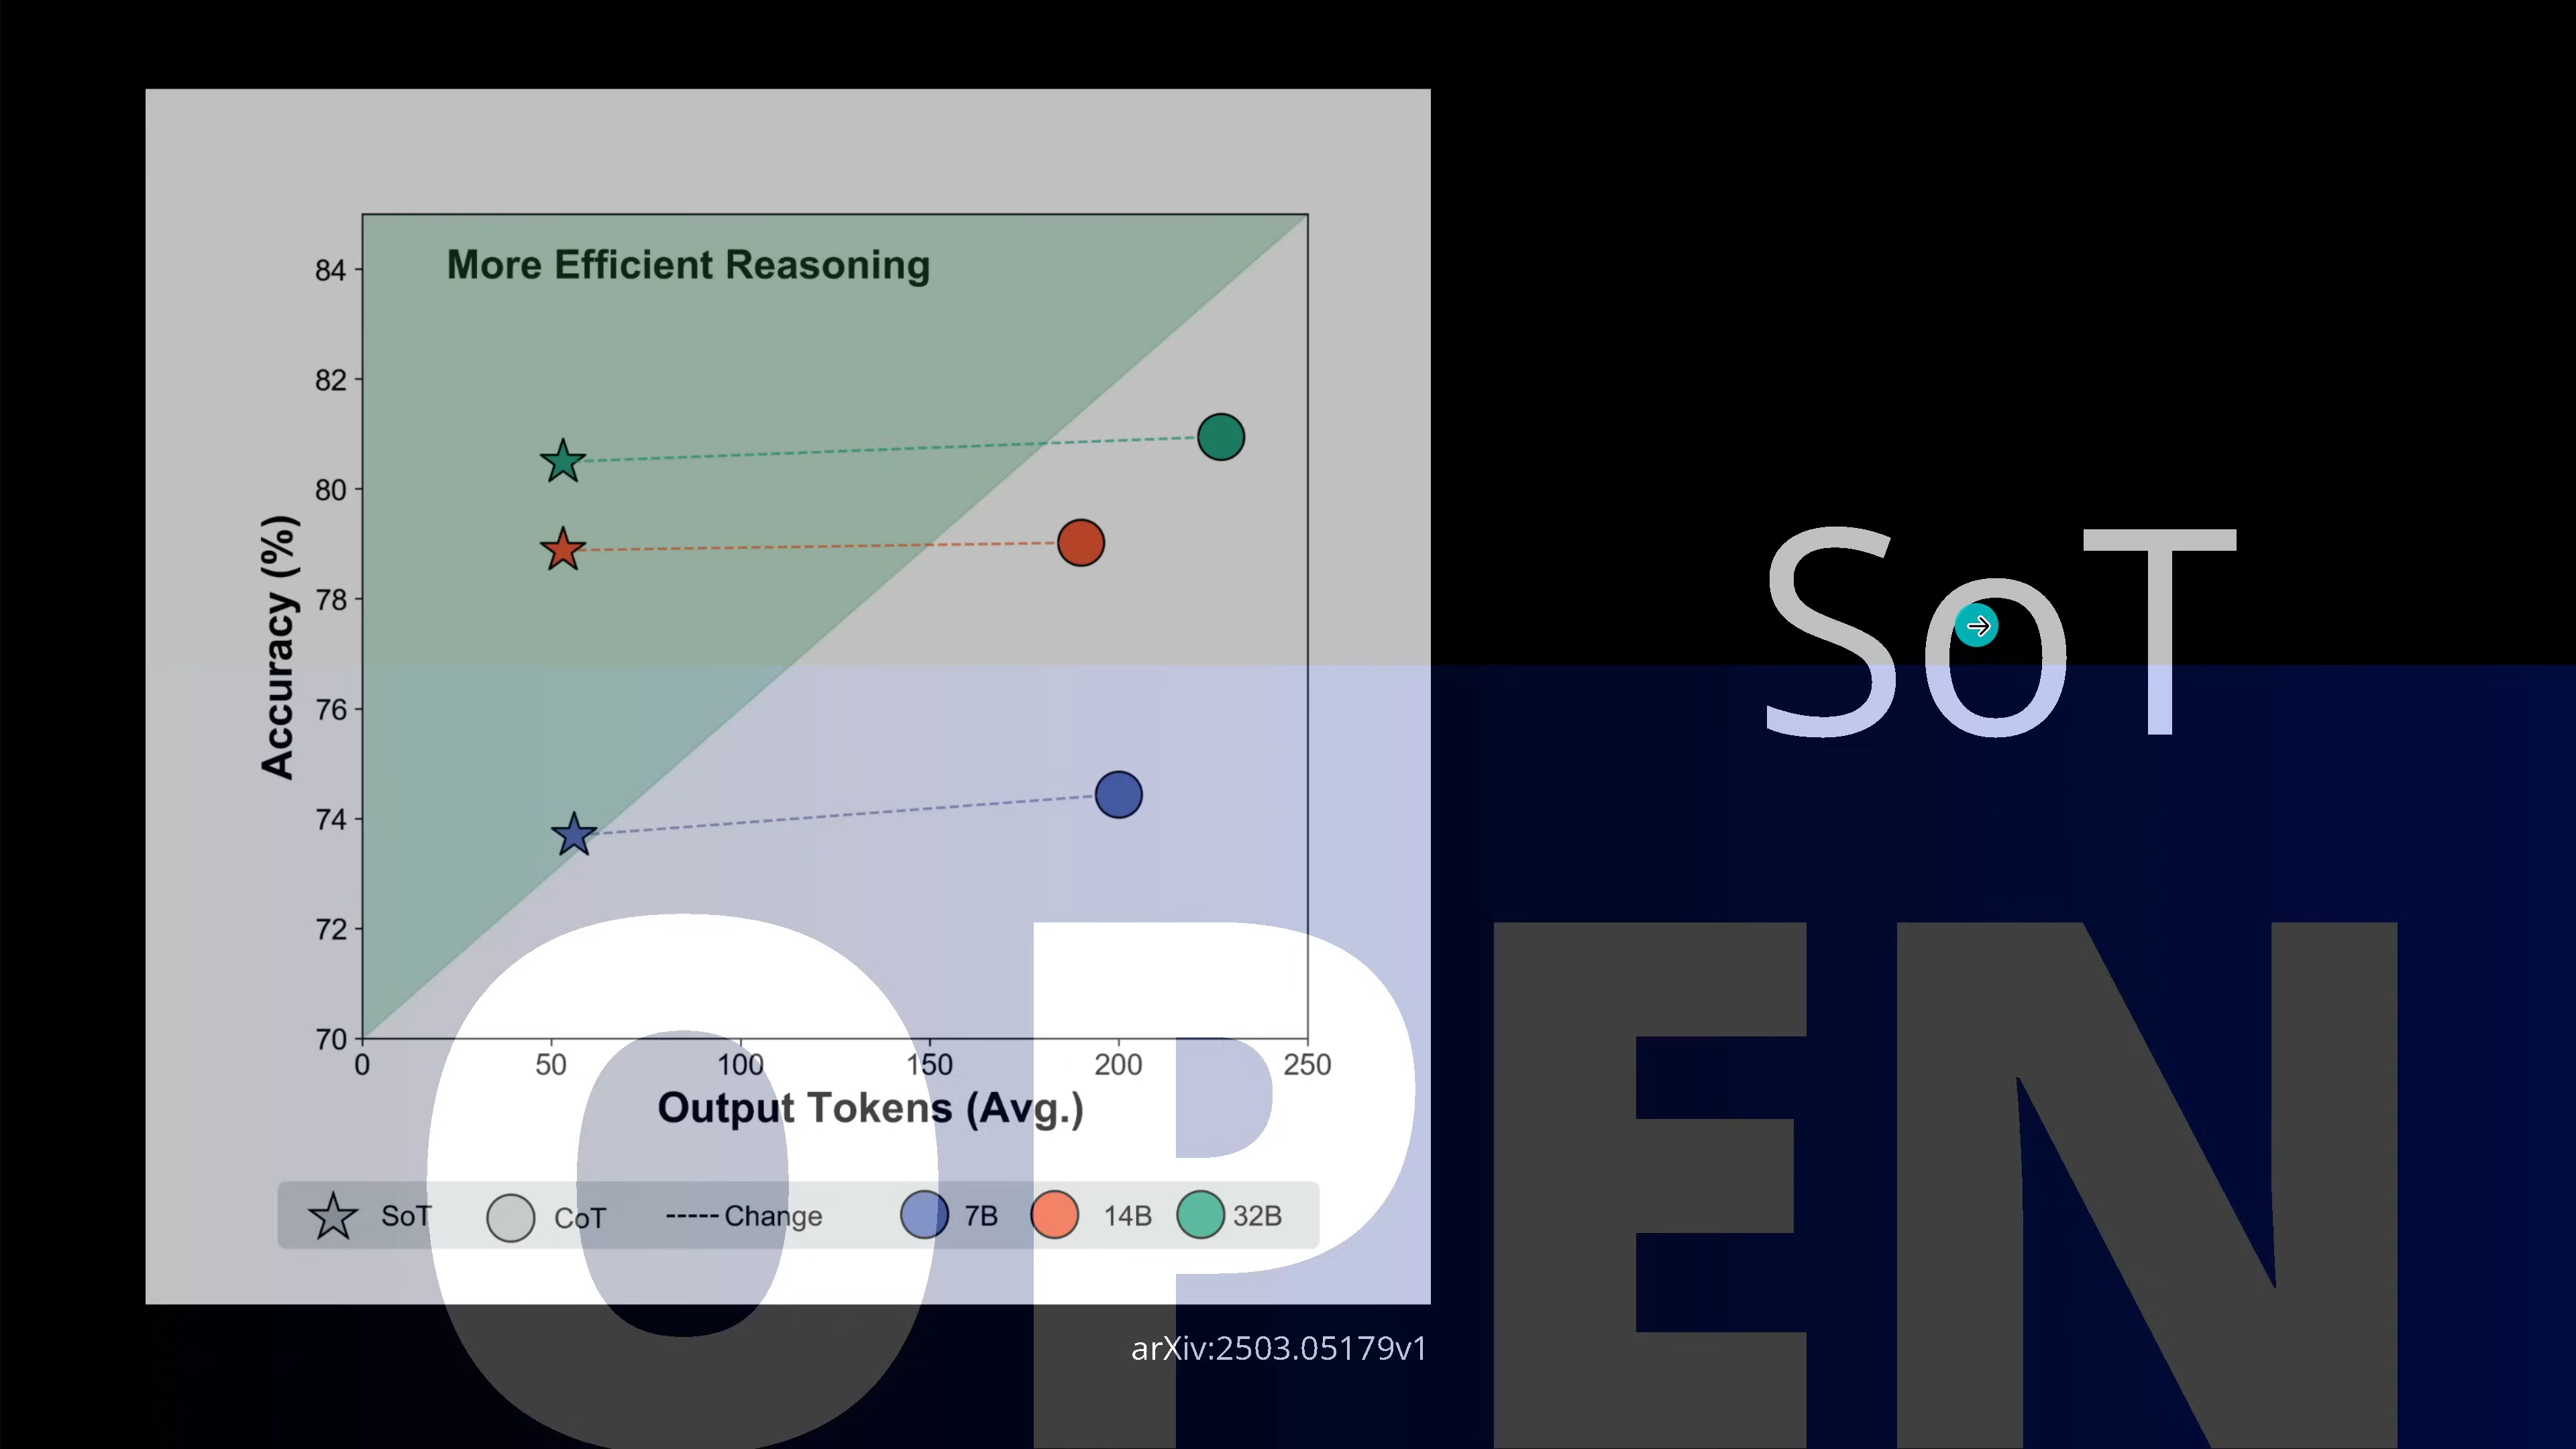 More Efficient Reasoning
84
82
80
78
76
74
72
70
Accuracy (%)
0 50 100 150 200 250
Output Tokens (Avg.)
SoT CoT Change 7B 14B 32B
SoT
OPEN
arXiv:2503.05179v1